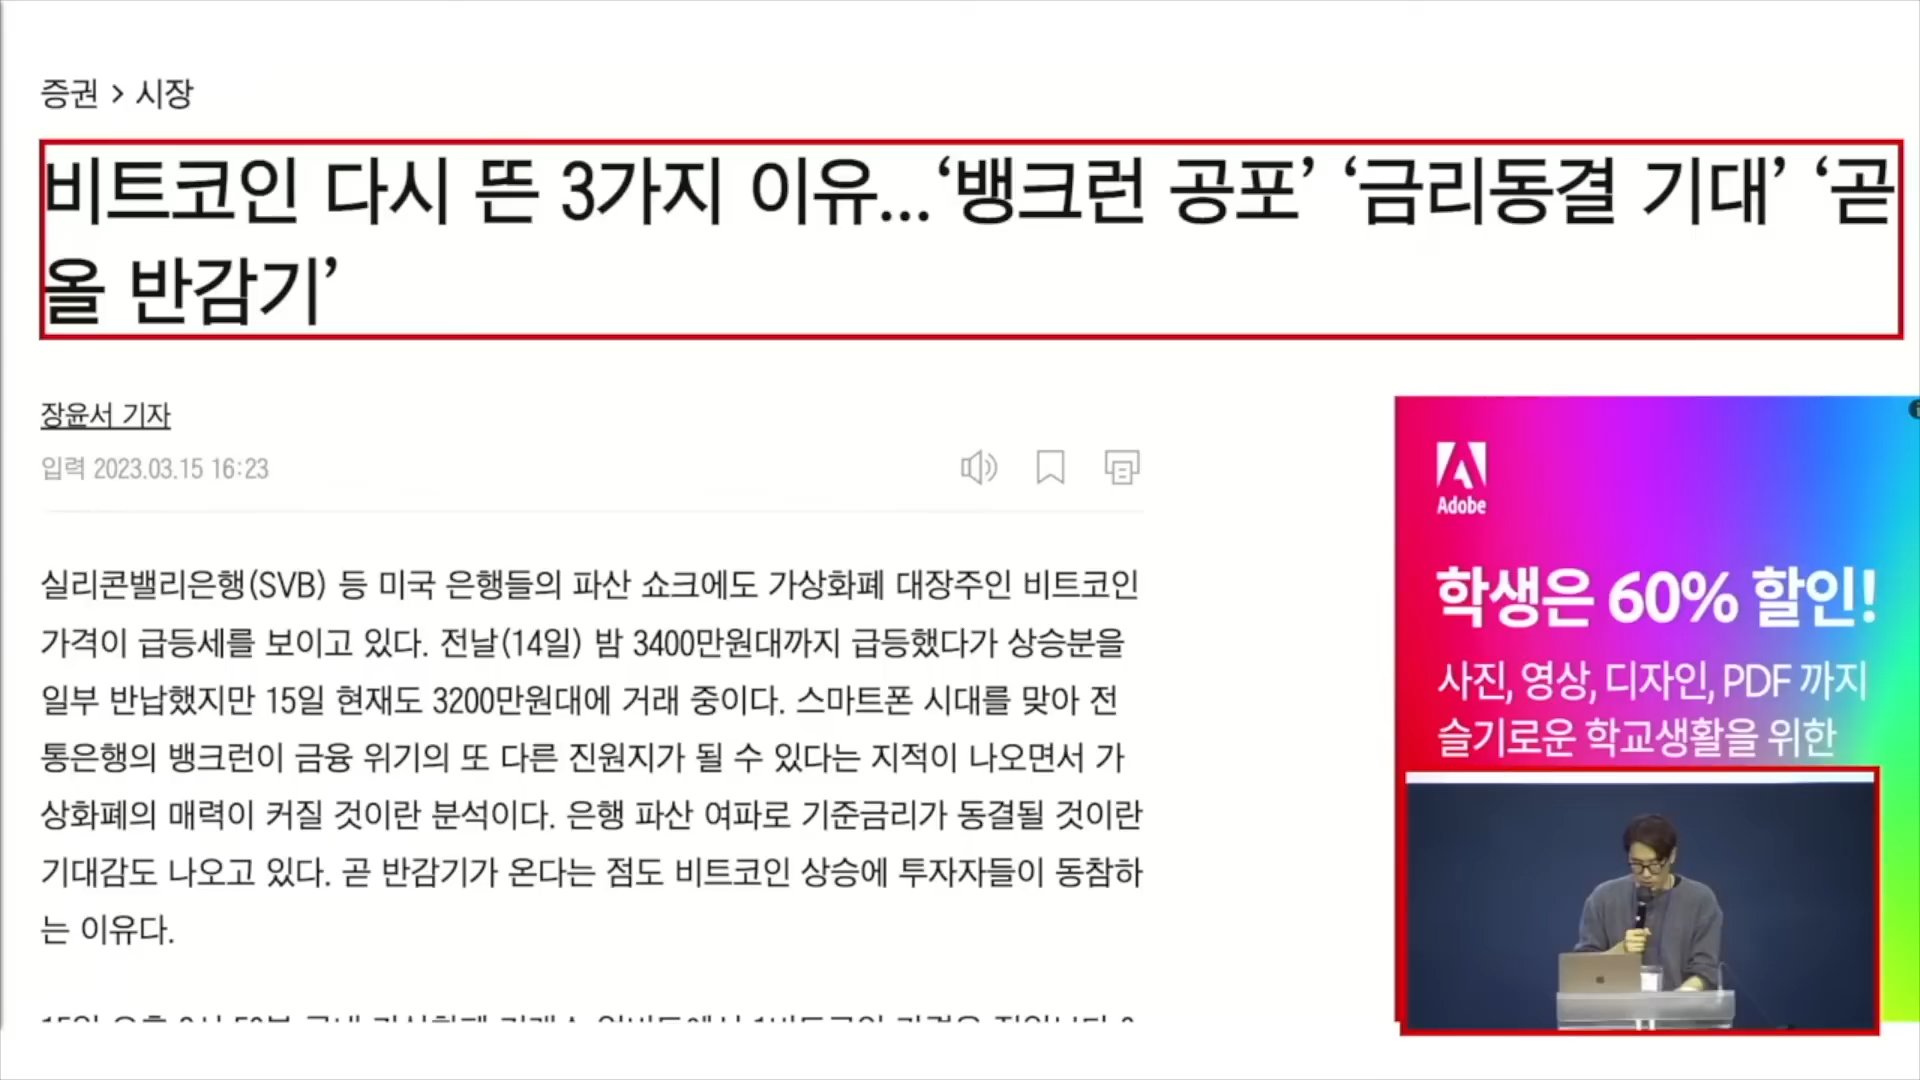 증권 > 시장
비트코인 다시 뜬 3가지 이유...‘뱅크런 공포’ ‘금리동결 기대’ ‘곧
올 반감기’
장윤서 기자
입력 2023.03.15 16:23
실리콘밸리은행(SVB) 등 미국 은행들의 파산 쇼크에도 가상화폐 대장주인 비트코인
가격이 급등세를 보이고 있다. 전날(14일) 밤 3400만원대까지 급등했다가 상승분을
일부 반납했지만 15일 현재도 3200만원대에 거래 중이다. 스마트폰 시대를 맞아 전
통은행의 뱅크런이 금융 위기의 또 다른 진원지가 될 수 있다는 지적이 나오면서 가
상화폐의 매력이 커질 것이란 분석이다. 은행 파산 여파로 기준금리가 동결될 것이란
기대감도 나오고 있다. 곧 반감기가 온다는 점도 비트코인 상승에 투자자들이 동참하
는 이유다.
Adobe
학생은 60% 할인!
사진, 영상, 디자인, PDF 까지
슬기로운 학교생활을 위한